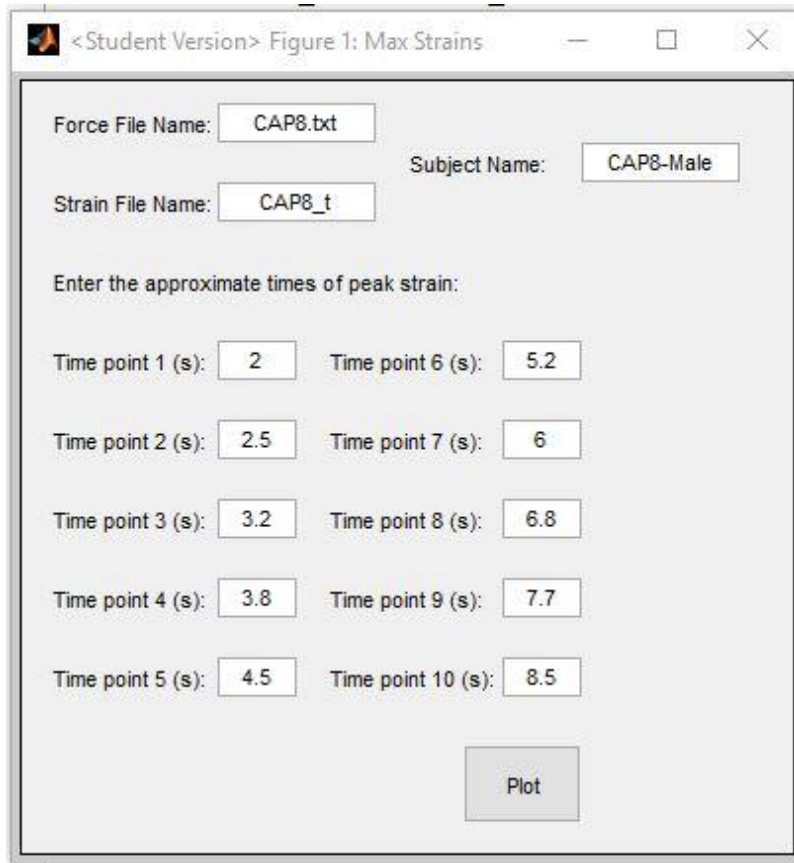 <Student Version> Figure 1: Max Strains
Force File Name: CAP8.txt
Subject Name: CAP8-Male
Strain File Name: CAP8_t
Enter the approximate times of peak strain:
Time point 1 (s): 2 Time point 6 (s): 5.2
Time point 2 (s): 2.5 Time point 7 (s): 6
Time point 3 (s): 3.2 Time point 8 (s): 6.8
Time point 4 (s): 3.8 Time point 9 (s): 7.7
Time point 5 (s): 4.5 Time point 10 (s): 8.5
Plot